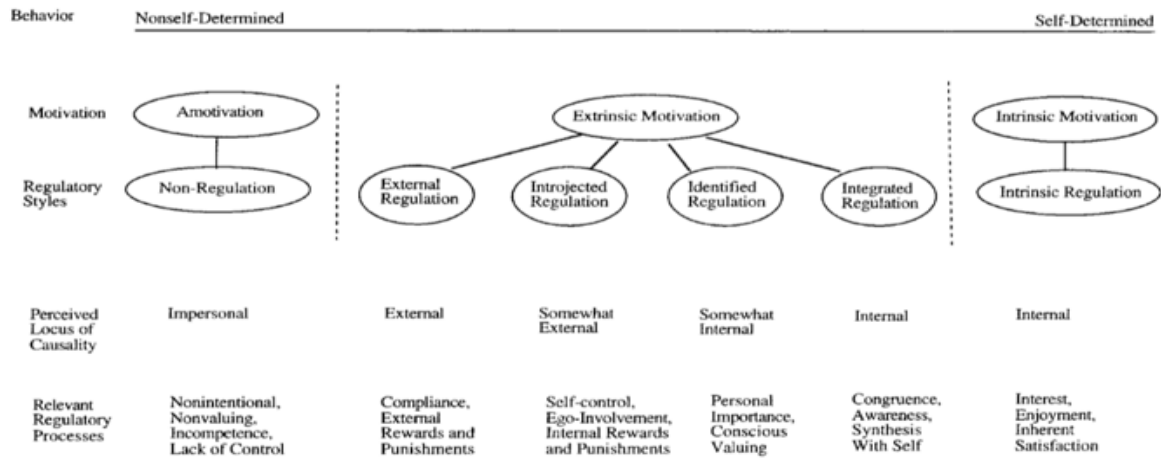 Behavior
Nonself-Determined
Self-Determined
Motivation
Amotivation
Extrinsic Motivation
Intrinsic Motivation
Regulatory
Styles
Non-Regulation
External
Regulation
Introjected
Regulation
Identified
Regulation
Integrated
Regulation
Intrinsic Regulation
Perceived
Locus of
Causality
Impersonal
External
Somewhat
External
Somewhat
Internal
Internal
Internal
Relevant
Regulatory
Processes
Nonintentional,
Nonvaluing,
Incompetence,
Lack of Control
Compliance,
External
Rewards and
Punishments
Self-control,
Ego-Involvement,
Internal Rewards
and Punishments
Personal
Importance,
Conscious
Valuing
Congruence,
Awareness,
Synthesis
With Self
Interest,
Enjoyment,
Inherent
Satisfaction